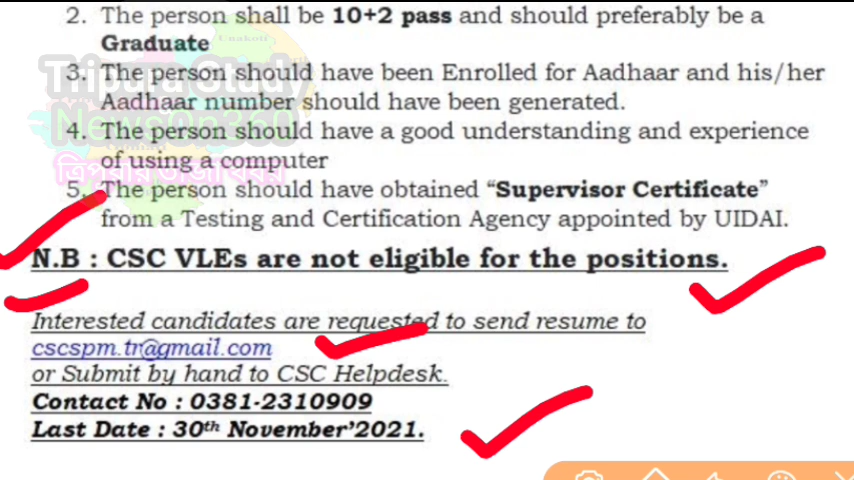 2. The person shall be 10+2 pass and should preferably be a
Graduate
3. The person should have been Enrolled for Aadhaar and his/her
Aadhaar number should have been generated.
4. The person should have a good understanding and experience
of using a computer
5. The person should have obtained “Supervisor Certificate”
from a Testing and Certification Agency appointed by UIDAI.
N.B : CSC VLEs are not eligible for the positions.
Interested candidates are requested to send resume to
cscspm.tr@gmail.com
or Submit by hand to CSC Helpdesk.
Contact No : 0381-2310909
Last Date : 30th November’2021.
Tripura Study
NewsOn360
ত্রিপুরার তাজা খবর
Unakoti